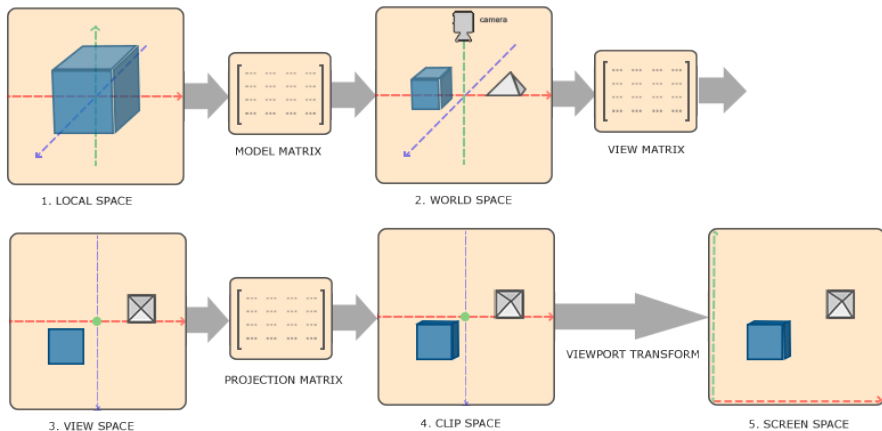 camera
MODEL MATRIX
VIEW MATRIX
1. LOCAL SPACE
2. WORLD SPACE
PROJECTION MATRIX
VIEWPORT TRANSFORM
3. VIEW SPACE
4. CLIP SPACE
5. SCREEN SPACE